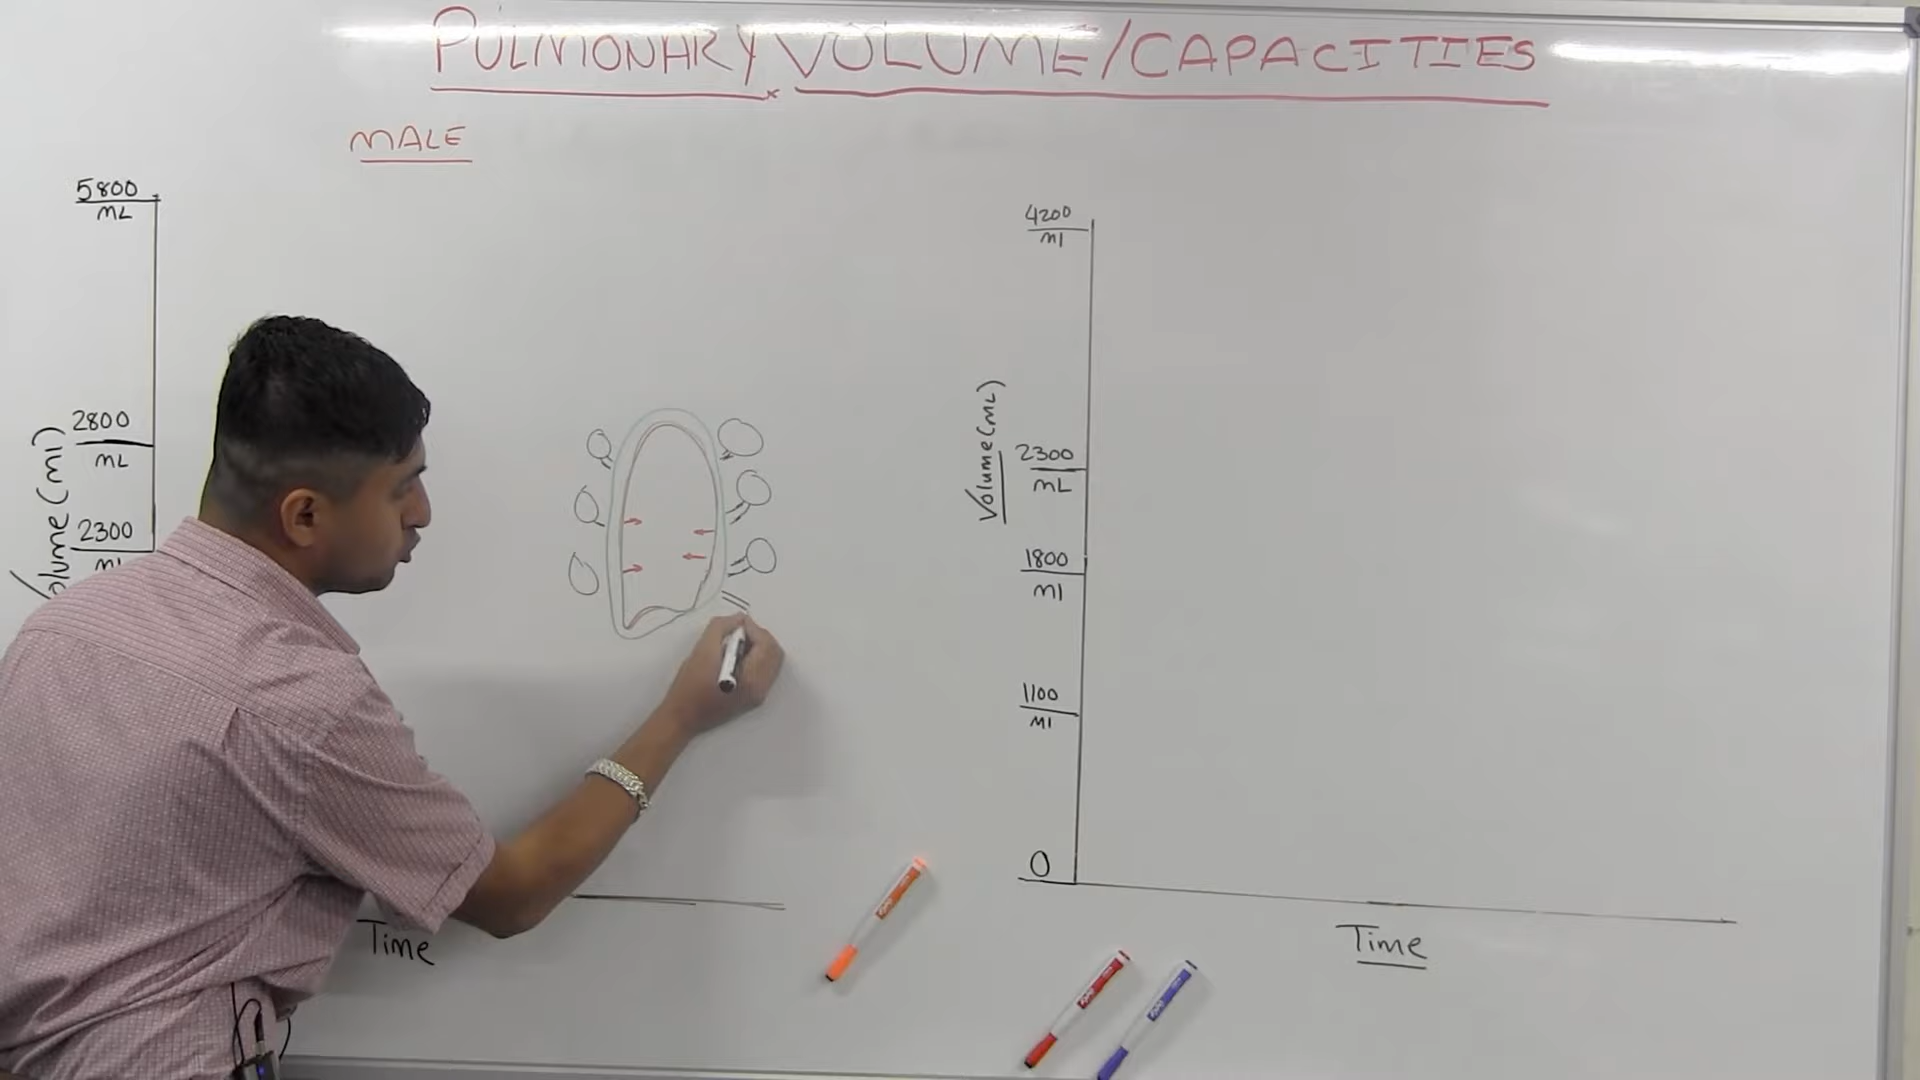 PULMONARY VOLUME/CAPACITIES
MALE
5800
ML
2800
ML
2300
Volume(ml)
Time
4200
Ml
2300
ML
1800
Ml
1100
Ml
0
Volume(mL)
Time